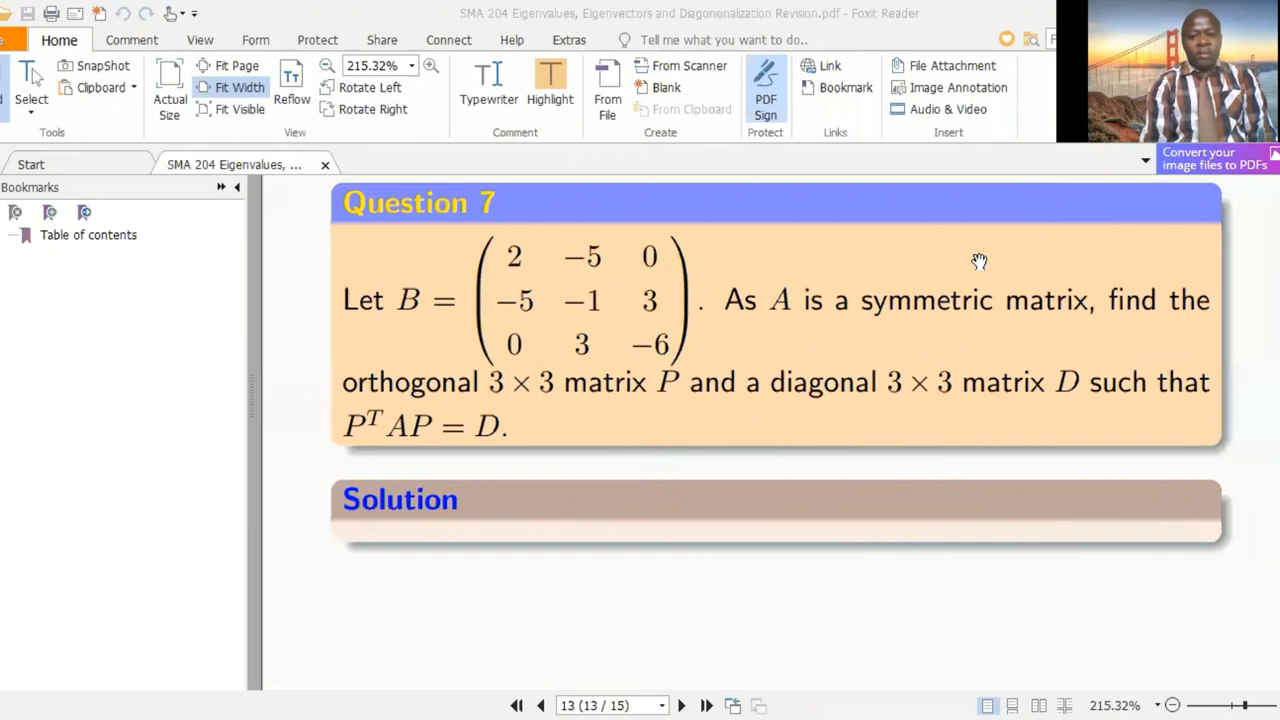 SMA 204 Eigenvalues, Eigenvectors and Diagonenalization Revision.pdf - Foxit Reader
Home Comment View Form Protect Share Connect Help Extras Tell me what you want to do..
SnapShot Fit Page 215.32% From Scanner Link File Attachment
Select Clipboard Actual Size Fit Width Reflow Rotate Left Typewriter Highlight From File Blank PDF Sign Bookmark Image Annotation
Fit Visible Rotate Right From Clipboard Audio & Video
Tools View Comment Create Protect Links Insert
Start SMA 204 Eigenvalues, ... Convert your
image files to PDFs
Bookmarks
Table of contents
Question 7
2 −5 0
Let B = −5 −1 3 . As A is a symmetric matrix, find the
0 3 −6
orthogonal 3 × 3 matrix P and a diagonal 3 × 3 matrix D such that
P^T AP = D.
Solution
13 (13 / 15) 215.32%